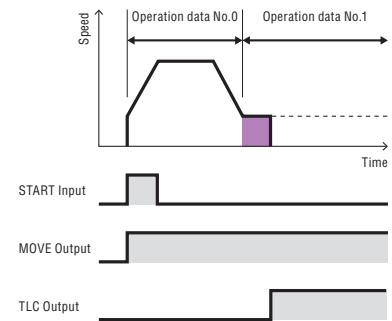 Operation data No.0
Operation data No.1
Speed
Time
START Input
MOVE Output
TLC Output